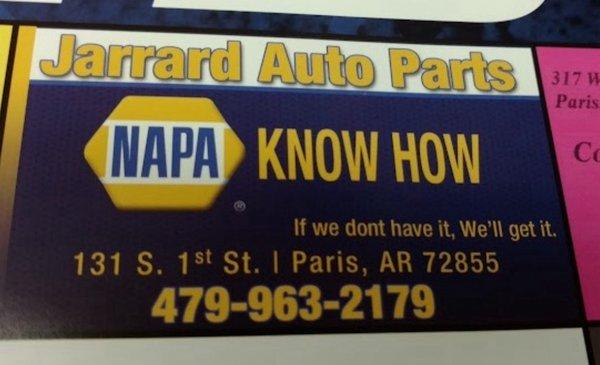 Jarrard Auto Parts
NAPA KNOW HOW
®
If we dont have it, We'll get it.
131 S. 1st St. | Paris, AR 72855
479-963-2179
317 W
Paris
Co